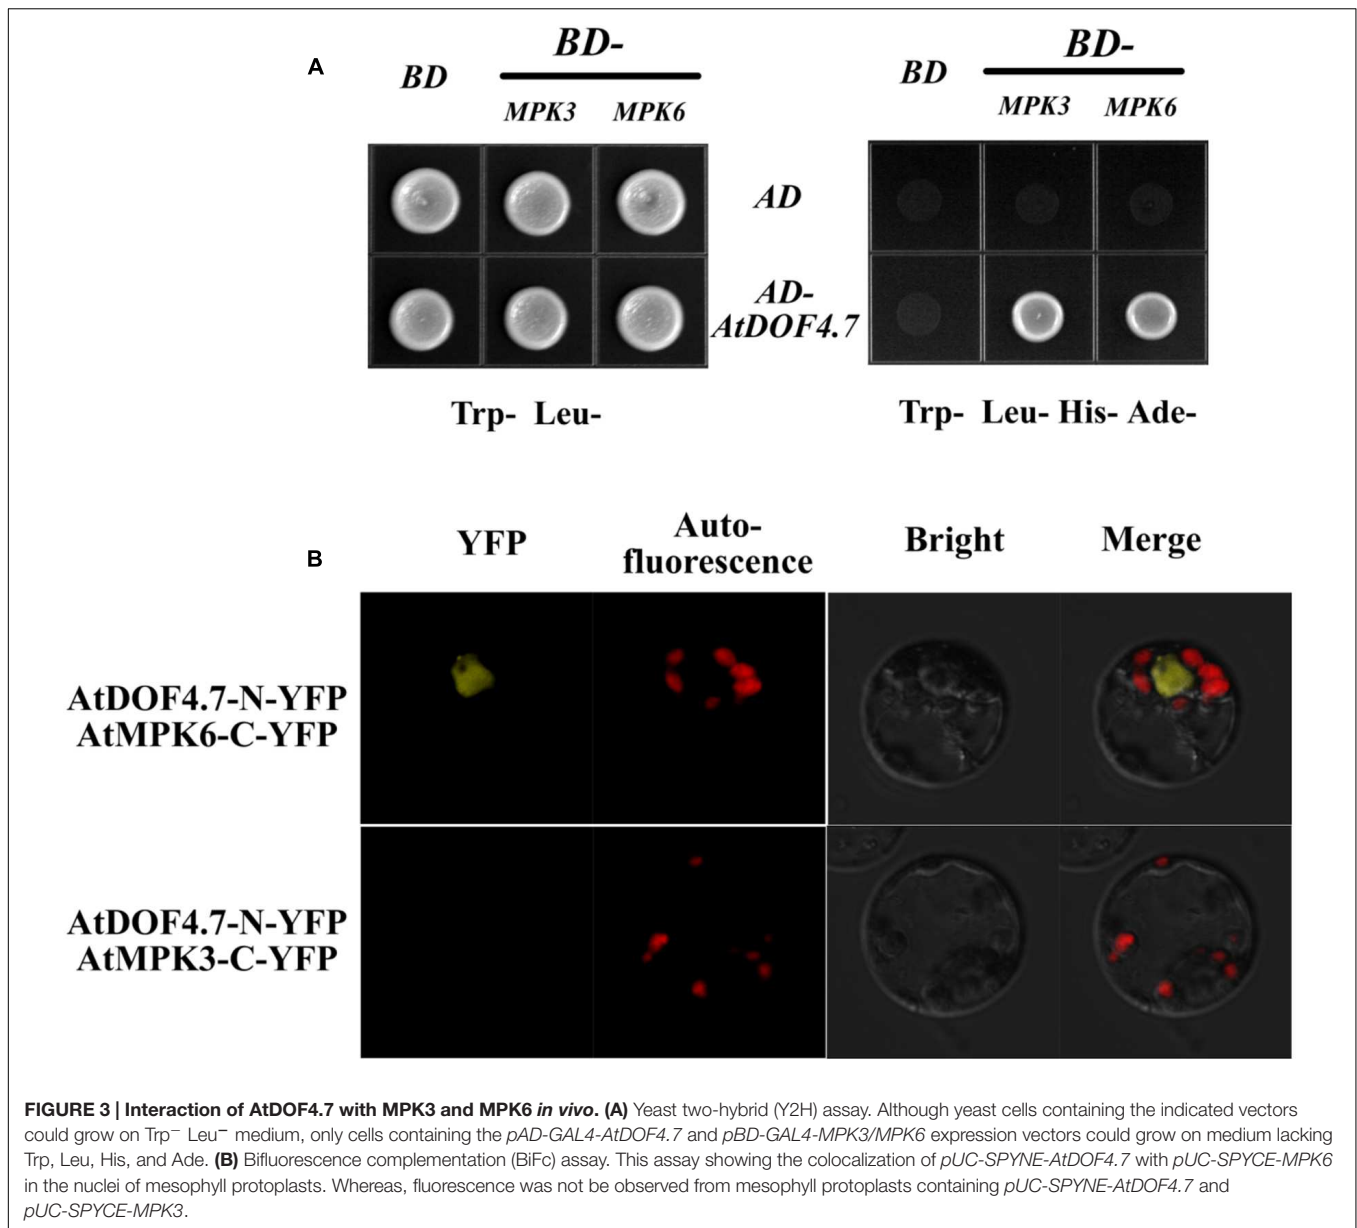 A
BD
BD-
MPK3 MPK6
BD
BD-
MPK3 MPK6
AD
AD-
AtDOF4.7
Trp- Leu-
Trp- Leu- His- Ade-
B
YFP
Auto-
fluorescence
Bright
Merge
AtDOF4.7-N-YFP
AtMPK6-C-YFP
AtDOF4.7-N-YFP
AtMPK3-C-YFP
FIGURE 3 | Interaction of AtDOF4.7 with MPK3 and MPK6 in vivo. (A) Yeast two-hybrid (Y2H) assay. Although yeast cells containing the indicated vectors
could grow on Trp⁻ Leu⁻ medium, only cells containing the pAD-GAL4-AtDOF4.7 and pBD-GAL4-MPK3/MPK6 expression vectors could grow on medium lacking
Trp, Leu, His, and Ade. (B) Bifluorescence complementation (BiFc) assay. This assay showing the colocalization of pUC-SPYNE-AtDOF4.7 with pUC-SPYCE-MPK6
in the nuclei of mesophyll protoplasts. Whereas, fluorescence was not be observed from mesophyll protoplasts containing pUC-SPYNE-AtDOF4.7 and
pUC-SPYCE-MPK3.